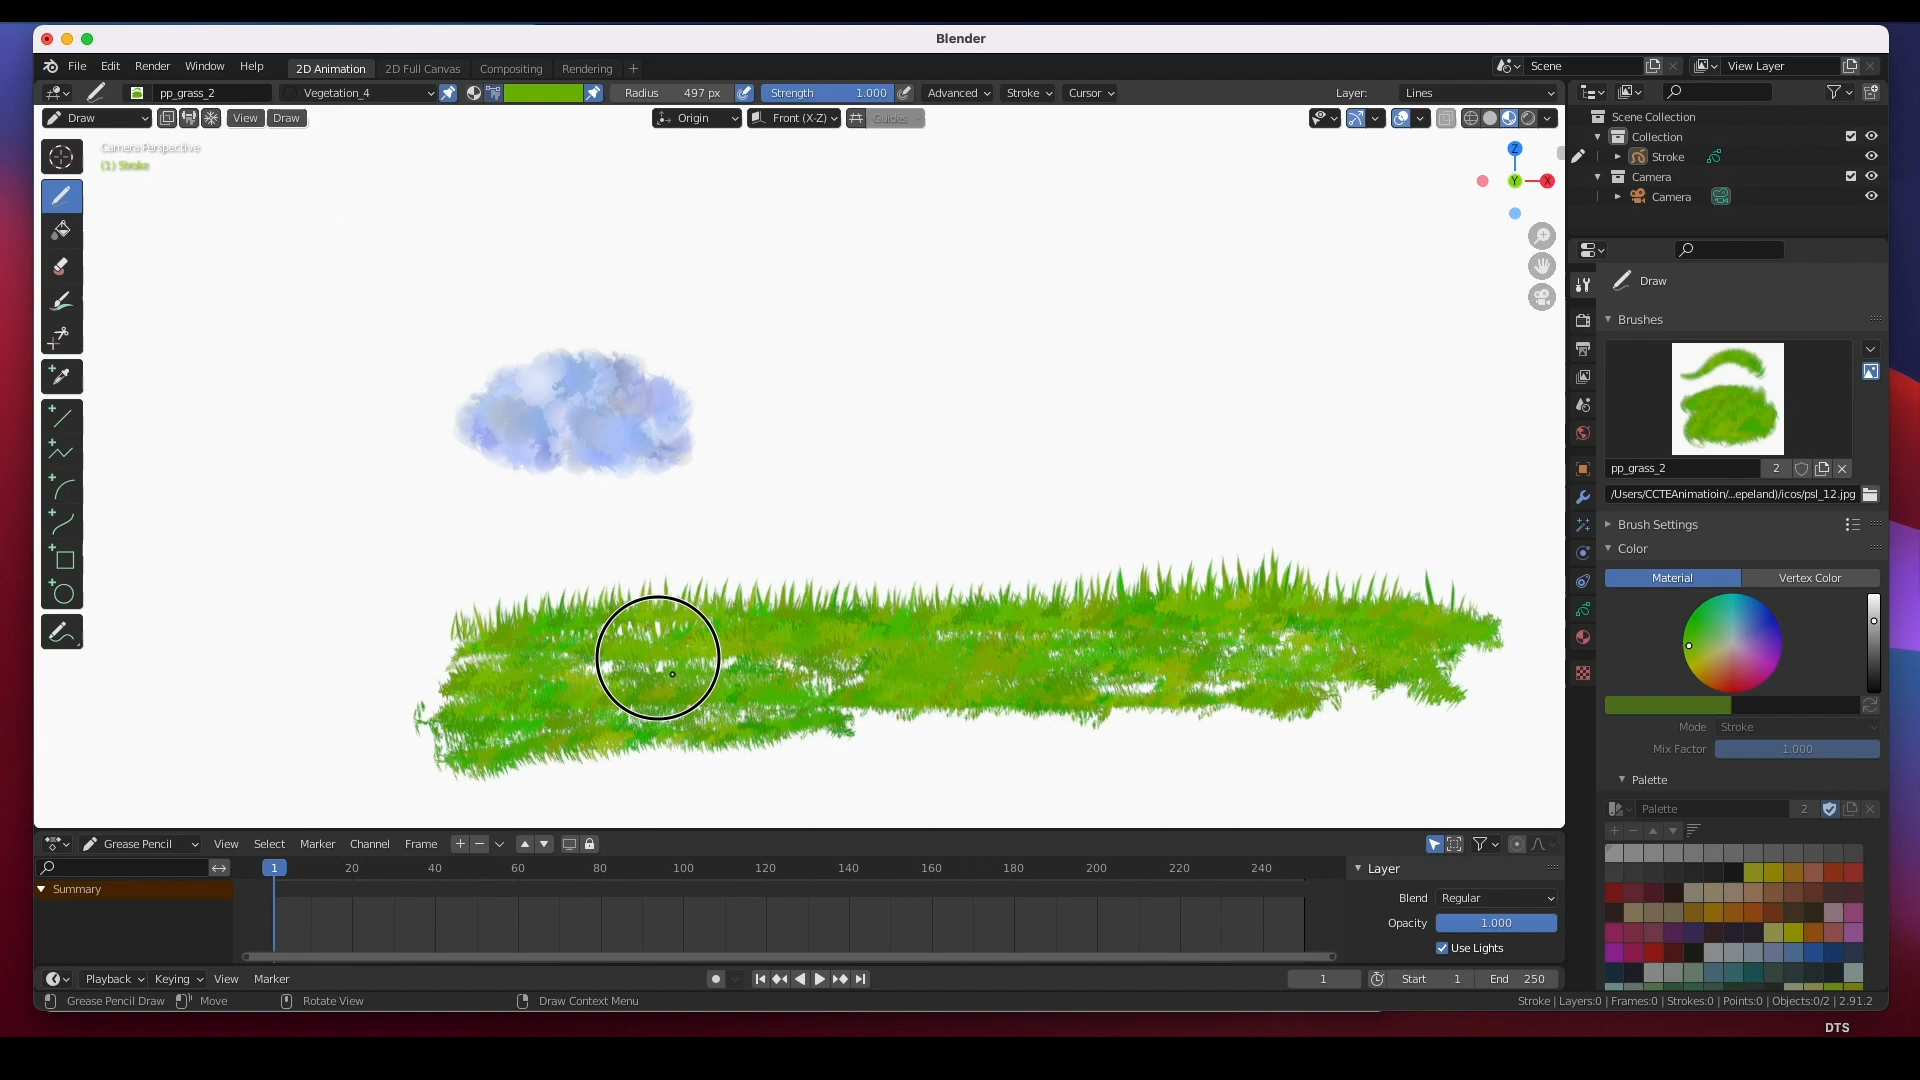 Blender
File Edit Render Window Help 2D Animation 2D Full Canvas Compositing Rendering + Scene View Layer
pp_grass_2 Vegetation_4 Radius 497 px Strength 1.000 Advanced Stroke Cursor Layer: Lines
Draw View Draw Origin Front (X-Z) Guides
Camera Perspective
(1) Stroke
Z
Y X
Scene Collection
Collection
Stroke
Camera
Camera
Draw
Brushes
pp_grass_2 2
/Users/CCTEAnimatioin/...epeland)/icos/psl_12.jpg
Brush Settings
Color
Material Vertex Color
Mode Stroke
Mix Factor 1.000
Palette
Palette 2
Grease Pencil View Select Marker Channel Frame
1 20 40 60 80 100 120 140 160 180 200 220 240
Summary
Layer
Blend Regular
Opacity 1.000
Use Lights
Playback Keying View Marker 1 Start 1 End 250
Grease Pencil Draw Move Rotate View Draw Context Menu Stroke | Layers:0 | Frames:0 | Strokes:0 | Points:0 | Objects:0/2 | 2.91.2
DTS